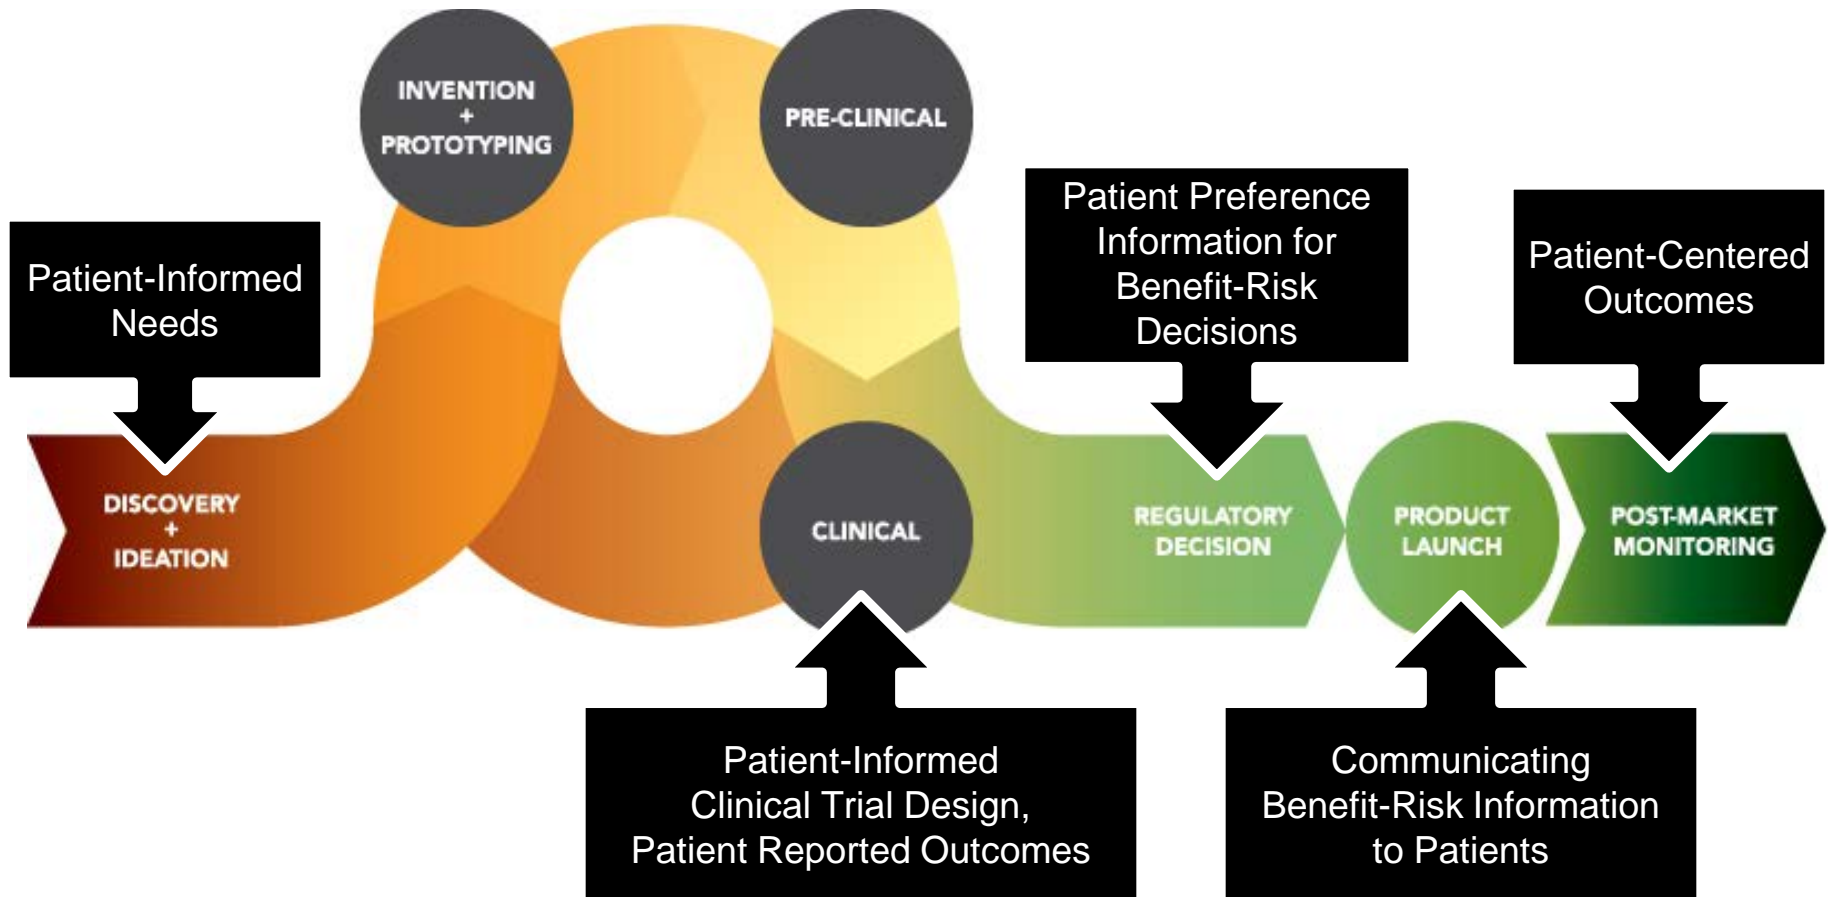 INVENTION
+
PROTOTYPING
PRE-CLINICAL
Patient-Informed
Needs
Patient Preference
Information for
Benefit-Risk
Decisions
Patient-Centered
Outcomes
DISCOVERY
+
IDEATION
CLINICAL
REGULATORY
DECISION
PRODUCT
LAUNCH
POST-MARKET
MONITORING
Patient-Informed
Clinical Trial Design,
Patient Reported Outcomes
Communicating
Benefit-Risk Information
to Patients